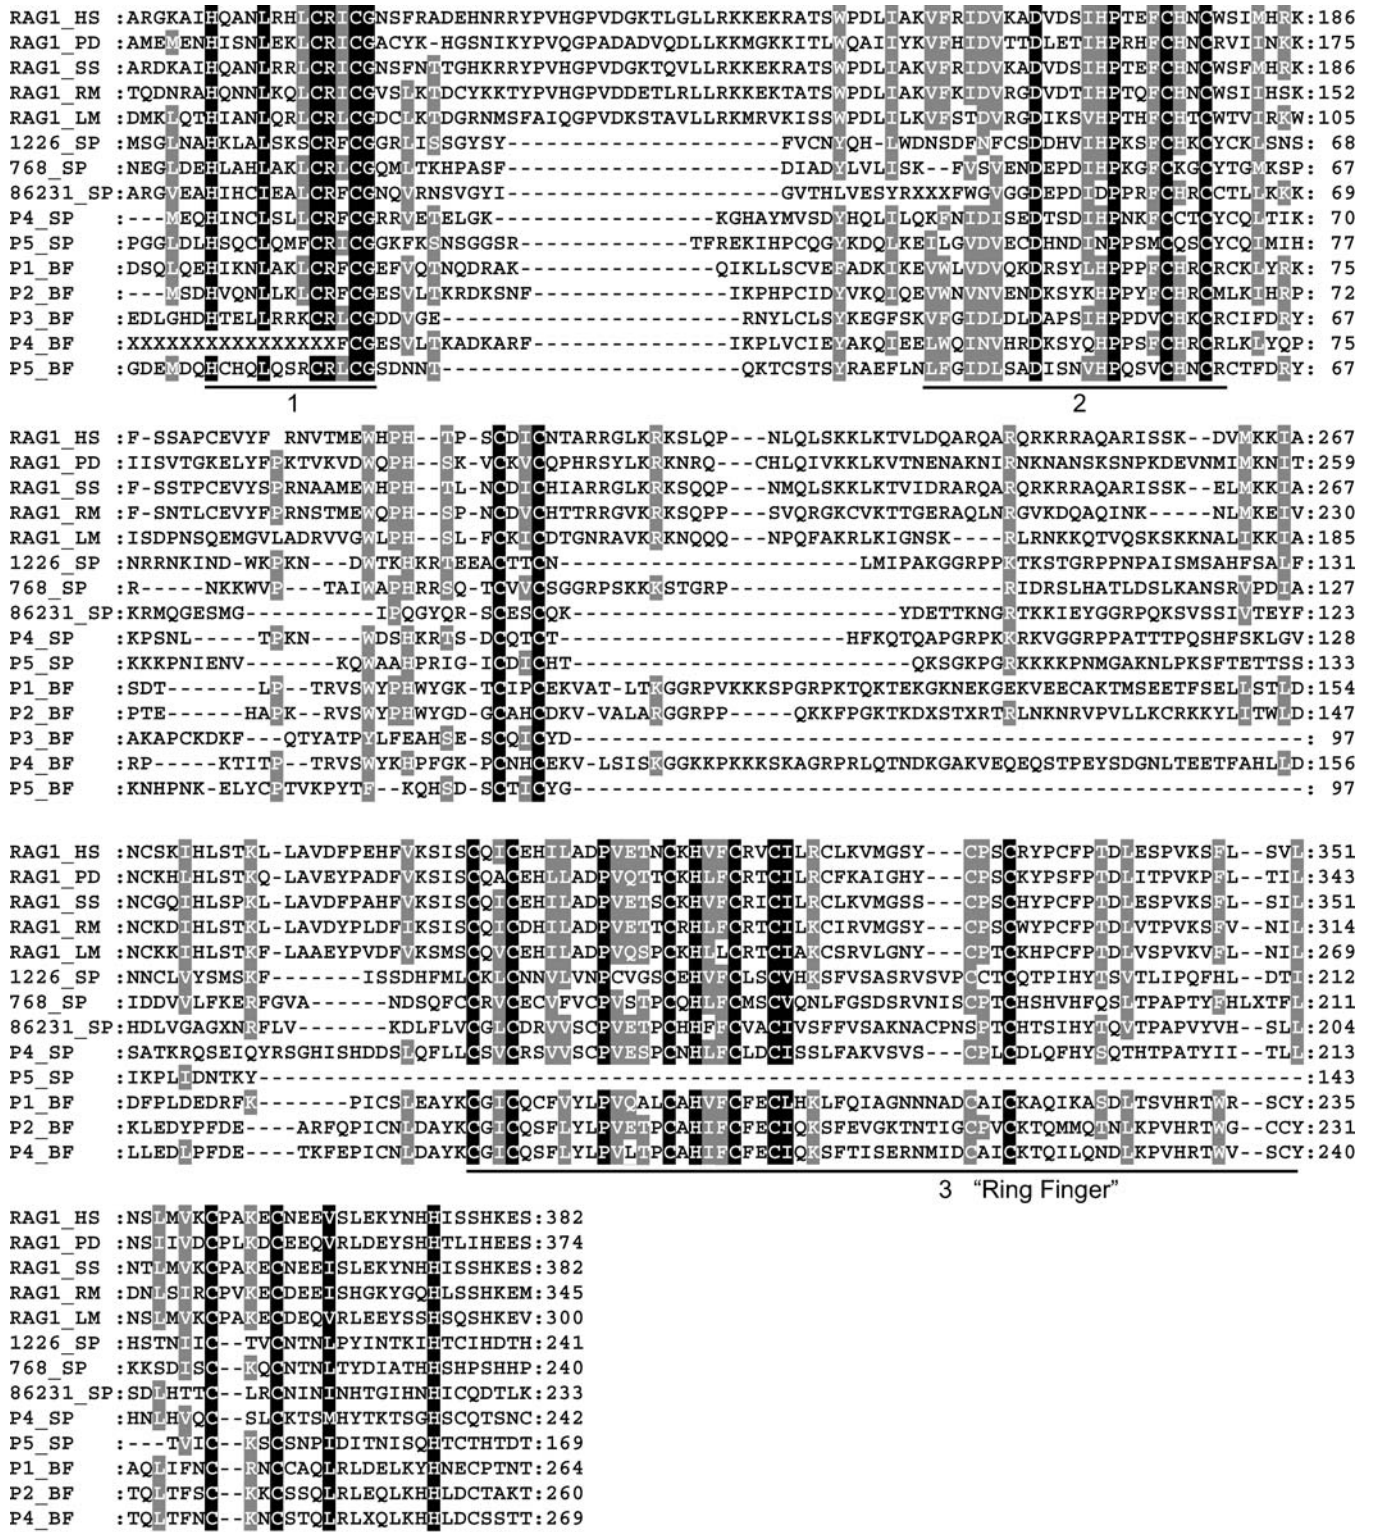 RAG1_HS :ARGKAIHQANLRHLCRICGNSFRADEHNRRYPVHGPVDGKTLGLLRKKEKRATSWPDLIAKVFRIDVKADVDSIHPTEFCHNCWSIMHRK:186
RAG1_PD :AMEMENHISNLEKLCRICGACYK-HGSNIKYPVQGPADADVQDLLKKMGKKITLWQAIIYKVFHIDVTTDLETIHPRHFCHNCRVIINKK:175
RAG1_SS :ARDKAIHQANLRRLCRICGNSFNTTGHKRRYPVHGPVDGKTQVLLRKKEKRATSWPDLIAKVFRIDVKADVDSIHPTEFCHNCWSFMHRK:186
RAG1_RM :TQDNRAHQNNLKQLCRICGVSLKTDCYKKTYPVHGPVDDETLRLLRKKEKTATSWPDLIAKVFKIDVRGDVDTIHPTQFCHNCWSIIHSK:152
RAG1_LM :DMKLQTHIANLQRLCRLCGDCLKTDGRNMSFAIQGPVDKSTAVLLRKMRVKISSWPDLILKVFSTDVRGDIKSVHPTHFCHTCWTVIRKW:105
1226_SP :MSGLNAHKLALSKSCRFCGGRLISSGYSY---------------------FVCNYQH-LWDNSDFNFCSDDHVIHPKSFCHKCYCKLSNS: 68
768_SP :NEGLDEHLAHLAKLCRLCGQMLTKHPASF---------------------DIADYLVLISK--FVSVENDEPDIHPKGFCKGCYTGMKSP: 67
86231_SP:ARGVEAHIHCIEALCRFCGNQVRNSVGYI---------------------GVTHLVESYRXXXFWGVGGDEPDIDPPRFCHRCCTLLKKK: 69
P4_SP :---MEQHINCLSLLCRFCGRRVETELGK-----------------KGHAYMVSDYHQLILQKFNIDISEDTSDIHPNKFCCTCYCQLTIK: 70
P5_SP :PGGLDLHSQCLQMFCRICGGKFKSNSGGSR-------------TFREKIHPCQGYKDQLKEILGVDVECDHNDINPPSMCQSCYCQIMIH: 77
P1_BF :DSQLQEHIKNLAKLCRFCGEFVQTNQDRAK---------------QIKLLSCVEFADKIKEVWLVDVQKDRSYLHPPPFCHRCRCKLYRK: 75
P2_BF :---MSDHVQNLLKLCRFCGESVLTKRDKSNF---------------IKPHPCIDYVKQIQEVWNVNVENDKSYKHPPYFCHRCMLKIHRP: 72
P3_BF :EDLGHDHTELLRRKCRLCGDDVGE-----------------------RNYLCLSYKEGFSKVFGIDLDLDAPSIHPPDVCHKCRCIFDRY: 67
P4_BF :XXXXXXXXXXXXXXXXFCGESVLTKADKARF---------------IKPLVCIEYAKQIEELWQINVHRDKSYQHPPSFCHRCRLKLYQP: 75
P5_BF :GDEMDQHCHQLQSRCRLCGSDNNT-----------------------QKTCSTSYRAEFLNLFGIDLSADISNVHPQSVCHNCRCTFDRY: 67
1
2
RAG1_HS :F-SSAPCEVYF RNVTMEWHPH--TP-SCDICNTARRGLKRKSLQP---NLQLSKKLKTVLDQARQARQRKRRAQARISSK--DVMKKIA:267
RAG1_PD :IISVTGKELYFPKTVKVDWQPH--SK-VCKVCQPHRSYLKRKNRQ---CHLQIVKKLKVTNENAKNIRNKNANSKSNPKDEVNMIMKNIT:259
RAG1_SS :F-SSTPCEVYSPRNAAMEWHPH--TL-NCDICHIARRGLKRKSQQP---NMQLSKKLKTVIDRARQARQRKRRAQARISSK--ELMKKIA:267
RAG1_RM :F-SNTLCEVYFPRNSTMEWQPH--SP-NCDVCHTTRRGVKRKSQPP---SVQRGKCVKTTGERAQLNRGVKDQAQINK-----NLMKEIV:230
RAG1_LM :ISDPNSQEMGVLADRVVGWLPH--SL-FCKICDTGNRAVKRKNQQQ---NPQFAKRLKIGNSK----RLRNKKQTVQSKSKKNALIKKIA:185
1226_SP :NRRNKIND-WKPKN---DWTKHKRTEEACTTCN-----------------------LMIPAKGGRPPKTKSTGRPPNPAISMSAHFSALF:131
768_SP :R-----NKKWVP---TAIWAPHRRSQ-TCVVCSGGRPSKKKSTGRP---------------------RIDRSLHATLDSLKANSRVPDIA:127
86231_SP:KRMQGESMG----------IPQGYQR-SCESCQK-------------------------YDETTKNGRTKKIEYGGRPQKSVSSIVTEYF:123
P4_SP :KPSNL-----TPKN----WDSHKRTS-DCQTCT----------------------HFKQTQAPGRPKKRKVGGRPPATTTPQSHFSKLGV:128
P5_SP :KKKPNIENV-------KQWAAHPRIG-ICDICHT--------------------------QKSGKPGRKKKKPNMGAKNLPKSFTETTSS:133
P1_BF :SDT-------LP--TRVSWYPHWYGK-TCIPCEKVAT-LTKGGRPVKKKSPGRPKTQKTEKGKNEKGEKVEECAKTMSEETFSELLSTLD:154
P2_BF :PTE------HAPK--RVSWYPHWYGD-GCAHCDKV-VALARGGRPP-----QKKFPGKTKDXSTXRTRLNKNRVPVLLKCRKKYLITWLD:147
P3_BF :AKAPCKDKF---QTYATPYLFEAHSE-SCQICYD--------------------------------------------------------: 97
P4_BF :RP-----KTITP--TRVSWYKHPFGK-PCNHCEKV-LSISKGGKKPKKKSKAGRPRLQTNDKGAKVEQEQSTPEYSDGNLTEETFAHLLD:156
P5_BF :KNHPNK-ELYCPTVKPYTF--KQHSD-SCTICYG--------------------------------------------------------: 97
RAG1_HS :NCSKIHLSTKL-LAVDFPEHFVKSISCQICEHILADPVETNCKHVFCRVCILRCLKVMGSY---CPSCRYPCFPTDLESPVKSFL--SVL:351
RAG1_PD :NCKHLHLSTKQ-LAVEYPADFVKSISCQACEHLLADPVQTTCKHLFCRTCILRCFKAIGHY---CPSCKYPSFPTDLITPVKPFL--TIL:343
RAG1_SS :NCGQIHLSPKL-LAVDFPAHFVKSISCQICEHILADPVETSCKHVFCRICILRCLKVMGSS---CPSCHYPCFPTDLESPVKSFL--SIL:351
RAG1_RM :NCKDIHLSTKL-LAVDYPLDFIKSISCQICDHILADPVETTCRHLFCRTCILKCIRVMGSY---CPSCWYPCFPTDLVTPVKSFV--NIL:314
RAG1_LM :NCKKIHLSTKF-LAAEYPVDFVKSMSCQVCEHILADPVQSPCKHLLCRTCIAKCSRVLGNY---CPTCKHPCFPTDLVSPVKVFL--NIL:269
1226_SP :NNCLVYSMSKF-------ISSDHFMLCKLCNNVLVNPCVGSCEHVFCLSCVHKSFVSASRVSVPCCTCQTPIHYTSVTLIPQFHL--DTI:212
768_SP :IDDVVLFKERFGVA------NDSQFCCRVCECVFVCPVSTPCQHLFCMSCVQNLFGSDSRVNISCPTCHSHVHFQSLTPAPTYFHLXTFL:211
86231_SP:HDLVGAGXNRFLV-------KDLFLVCGLCDRVVSCPVETPCHHFFCVACIVSFFVSAKNACPNSPTCHTSIHYTQVTPAPVYVH--SLL:204
P4_SP :SATKRQSEIQYRSGHISHDDSLQFLLCSVCRSVVSCPVESPCNHLFCLDCISSLFAKVSVS---CPLCDLQFHYSQTHTPATYII--TLL:213
P5_SP :IKPLIDNTKY--------------------------------------------------------------------------------:143
P1_BF :DFPLDEDRFK-------PICSLEAYKCGICQCFVYLPVQALCAHVFCFECLHKLFQIAGNNNADCAICKAQIKASDLTSVHRTWR--SCY:235
P2_BF :KLEDYPFDE----ARFQPICNLDAYKCGICQSFLYLPVETPCAHIFCFECIQKSFEVGKTNTIGCPVCKTQMMQTNLKPVHRTWG--CCY:231
P4_BF :LLEDLPFDE----TKFEPICNLDAYKCGICQSFLYLPVLTPCAHIFCFECIQKSFTISERNMIDCAICKTQILQNDLKPVHRTWV--SCY:240
3 "Ring Finger"
RAG1_HS :NSLMVKCPAKECNEEVSLEKYNHHISSHKES:382
RAG1_PD :NSIIVDCPLKDCEEQVRLDEYSHHTLIHEES:374
RAG1_SS :NTLMVKCPAKECNEEISLEKYNHHISSHKES:382
RAG1_RM :DNLSIRCPVKECDEEISHGKYGQHLSSHKEM:345
RAG1_LM :NSLMVKCPAKECDEQVRLEEYSSHSQSHKEV:300
1226_SP :HSTNIIC--TVCNTNLPYINTKIHTCIHDTH:241
768_SP :KKSDISC--KQCNTNLTYDIATHHSHPSHHP:240
86231_SP:SDLHTTC--LRCNININHTGIHNHICQDTLK:233
P4_SP :HNLHVQC--SLCKTSMHYTKTSGHSCQTSNC:242
P5_SP :---TVIC--KSCSNPIDITNISQHTCTHTDT:169
P1_BF :AQLIFNC--RNCCAQLRLDELKYHNECPTNT:264
P2_BF :TQLTFSC--KKCSSQLRLEQLKHHLDCTAKT:260
P4_BF :TQLTFNC--KNCSTQLRLXQLKHHLDCSSTT:269